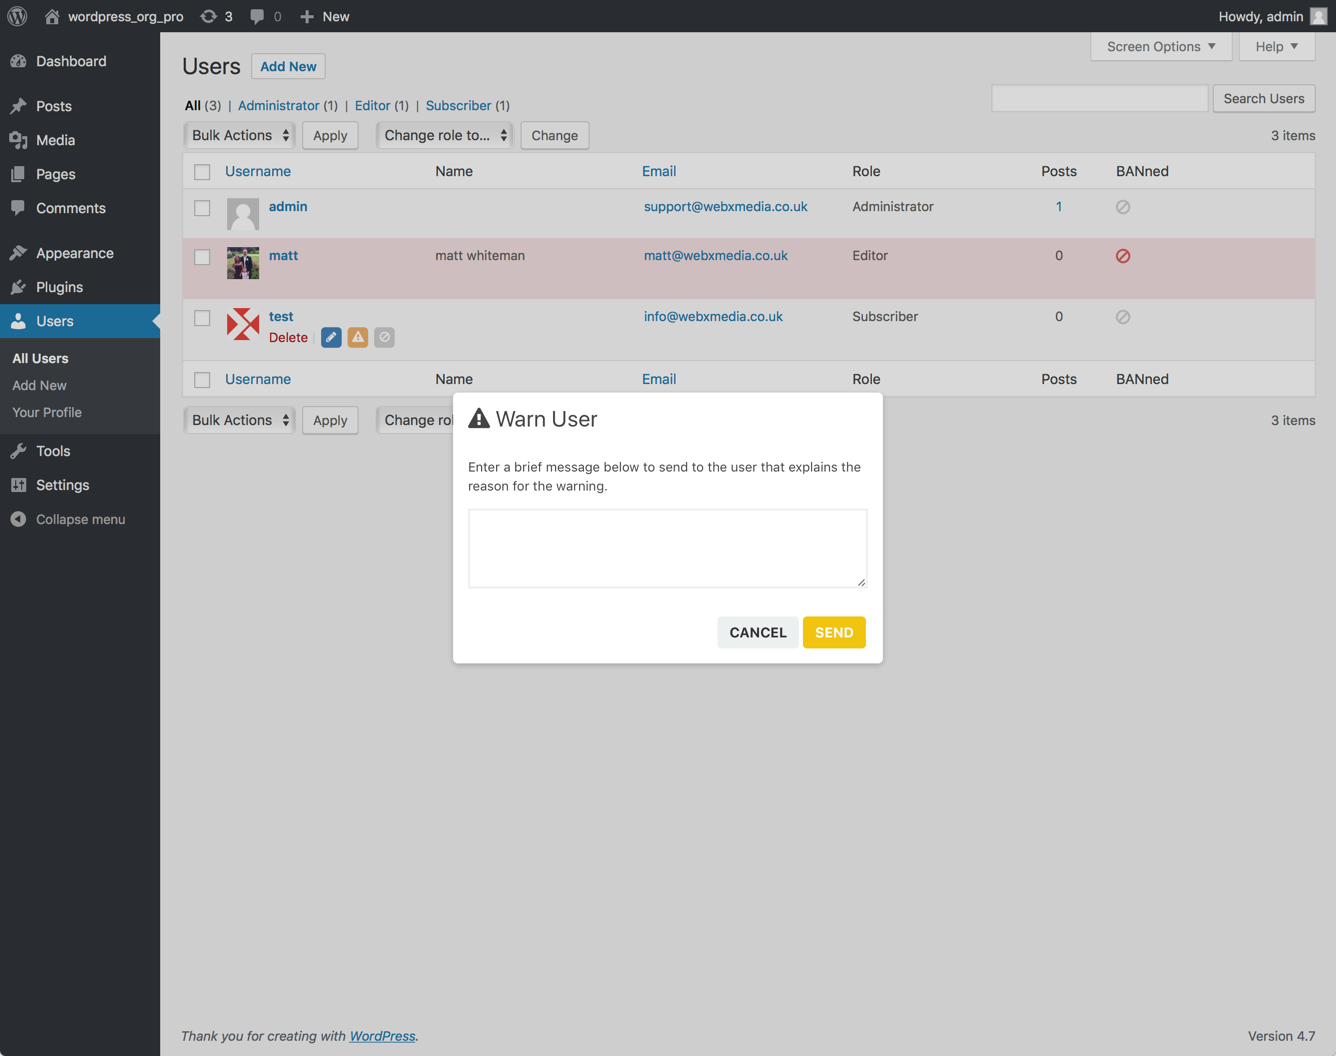 wordpress_org_pro 3 0 New Howdy, admin
Screen Options Help
Dashboard
Posts
Media
Pages
Comments
Appearance
Plugins
Users
All Users
Add New
Your Profile
Tools
Settings
Collapse menu
Users Add New
All (3) | Administrator (1) | Editor (1) | Subscriber (1)
Search Users
Bulk Actions Apply Change role to... Change 3 items
Username Name Email Role Posts BANned
admin support@webxmedia.co.uk Administrator 1
matt matt whiteman matt@webxmedia.co.uk Editor 0
test info@webxmedia.co.uk Subscriber 0
Delete |
Username Name Email Role Posts BANned
Bulk Actions Apply Change rol 3 items
Warn User
Enter a brief message below to send to the user that explains the
reason for the warning.
CANCEL SEND
Thank you for creating with WordPress. Version 4.7